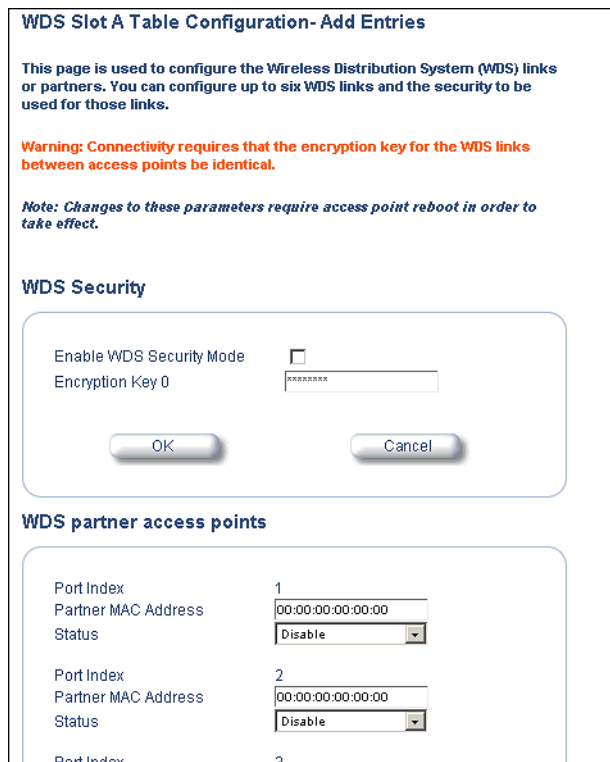 WDS Slot A Table Configuration- Add Entries
This page is used to configure the Wireless Distribution System (WDS) links
or partners. You can configure up to six WDS links and the security to be
used for those links.
Warning: Connectivity requires that the encryption key for the WDS links
between access points be identical.
Note: Changes to these parameters require access point reboot in order to
take effect.
WDS Security
Enable WDS Security Mode
Encryption Key 0 ********
OK Cancel
WDS partner access points
Port Index 1
Partner MAC Address 00:00:00:00:00:00
Status Disable
Port Index 2
Partner MAC Address 00:00:00:00:00:00
Status Disable
Port Index 3